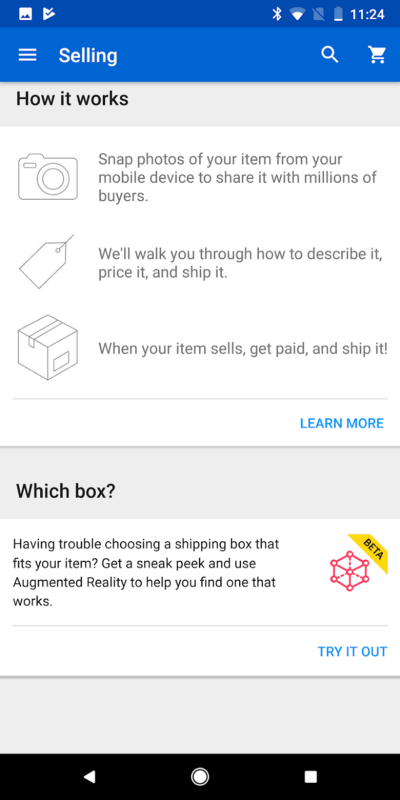 11:24
Selling
How it works
Snap photos of your item from your
mobile device to share it with millions of
buyers.
We'll walk you through how to describe it,
price it, and ship it.
When your item sells, get paid, and ship it!
LEARN MORE
Which box?
Having trouble choosing a shipping box that
fits your item? Get a sneak peek and use
Augmented Reality to help you find one that
works.
BETA
TRY IT OUT